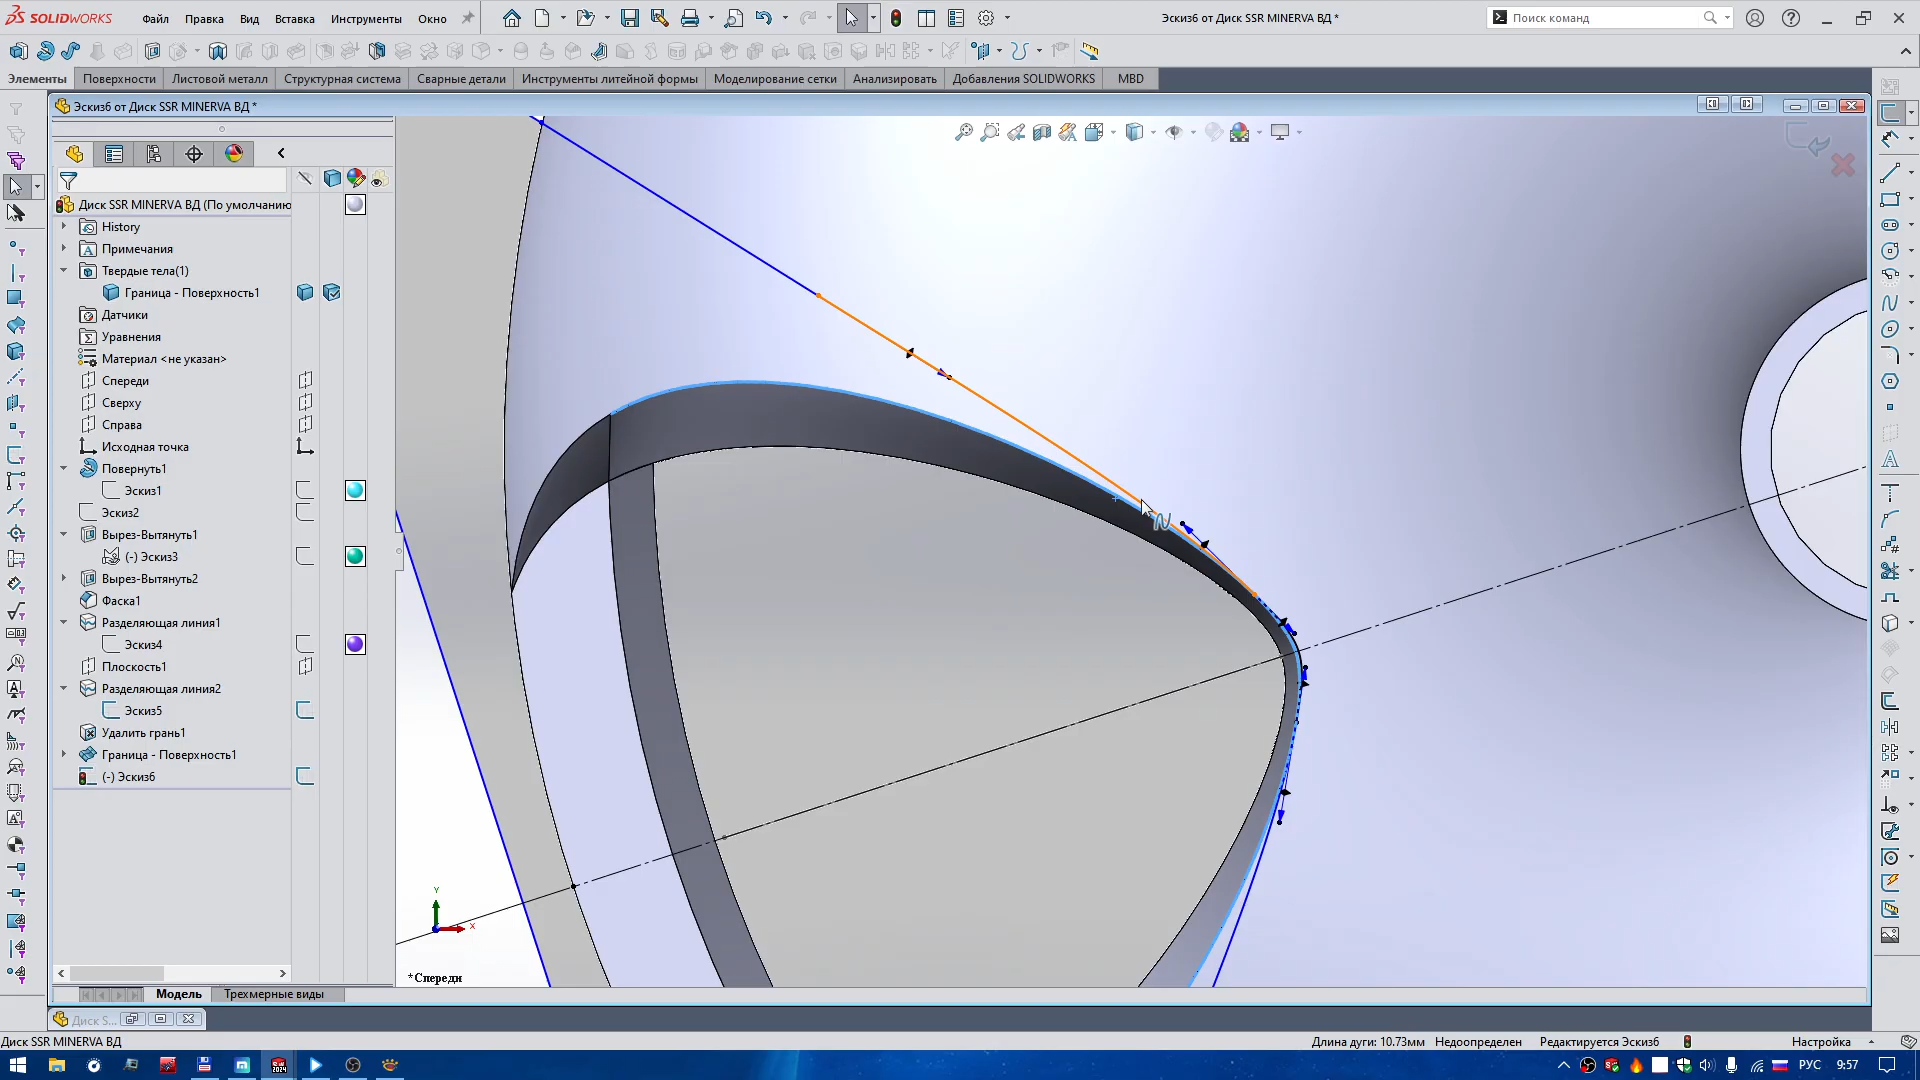 SOLIDWORKS
Файл
Правка
Вид
Вставка
Инструменты
Окно
Эскиз6 от Диск SSR MINERVA ВД *
Поиск команд
Элементы
Поверхности
Листовой металл
Структурная система
Сварные детали
Инструменты литейной формы
Моделирование сетки
Анализировать
Добавления SOLIDWORKS
MBD
Эскиз6 от Диск SSR MINERVA ВД *
Диск SSR MINERVA ВД (По умолчанию
History
Примечания
Твердые тела(1)
Граница - Поверхность1
Датчики
Уравнения
Материал <не указан>
Спереди
Сверху
Справа
Исходная точка
Повернуть1
Эскиз1
Эскиз2
Вырез-Вытянуть1
(-) Эскиз3
Вырез-Вытянуть2
Фаска1
Разделяющая линия1
Эскиз4
Плоскость1
Разделяющая линия2
Эскиз5
Удалить грань1
Граница - Поверхность1
(-) Эскиз6
Y
X
*Спереди
Модель
Трехмерные виды
Диск S...
Диск SSR MINERVA ВД
Длина дуги: 10.73мм
Недоопределен
Редактируется Эскиз6
Настройка
РУС
9:57